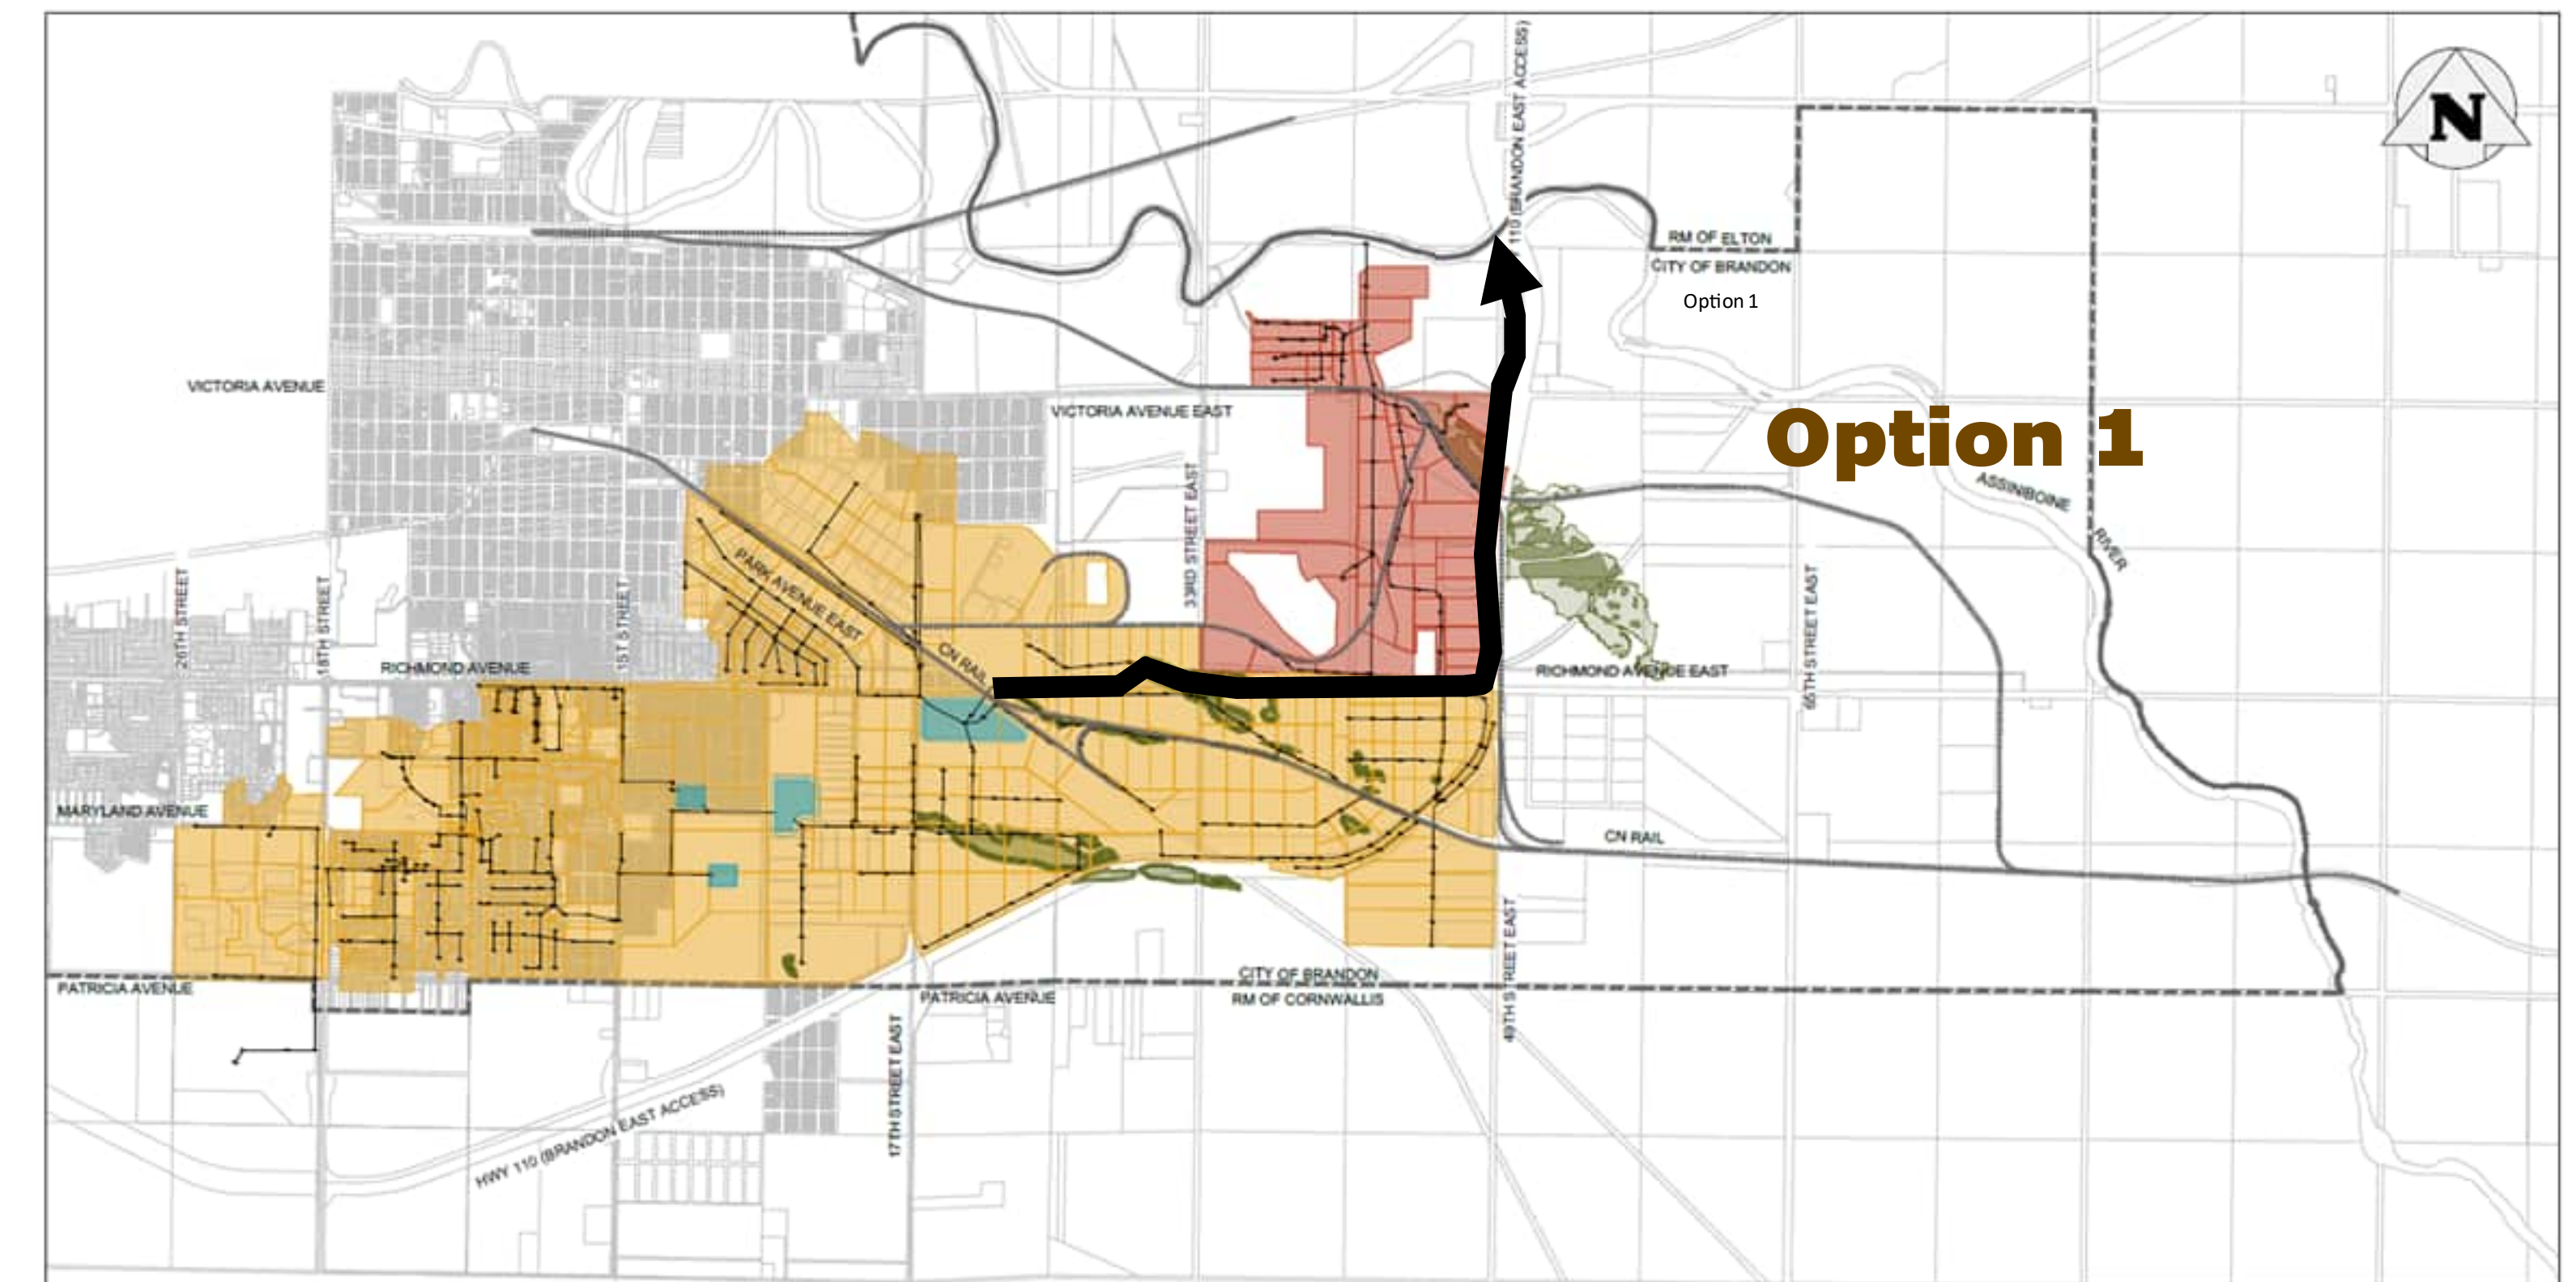 110 (BRANDON EAST ACCESS)
N
RM OF ELTON
CITY OF BRANDON
Option 1
VICTORIA AVENUE
VICTORIA AVENUE EAST
Option 1
ASSINIBOINE
RIVER
33RD STREET EAST
PARK AVENUE EAST
26TH STREET
18TH STREET
1ST STREET
65TH STREET EAST
RICHMOND AVENUE
CN RAIL
RICHMOND AVENUE EAST
MARYLAND AVENUE
CN RAIL
49TH STREET EAST
CITY OF BRANDON
PATRICIA AVENUE
PATRICIA AVENUE
RM OF CORNWALLIS
17TH STREET EAST
HWY 110 (BRANDON EAST ACCESS)